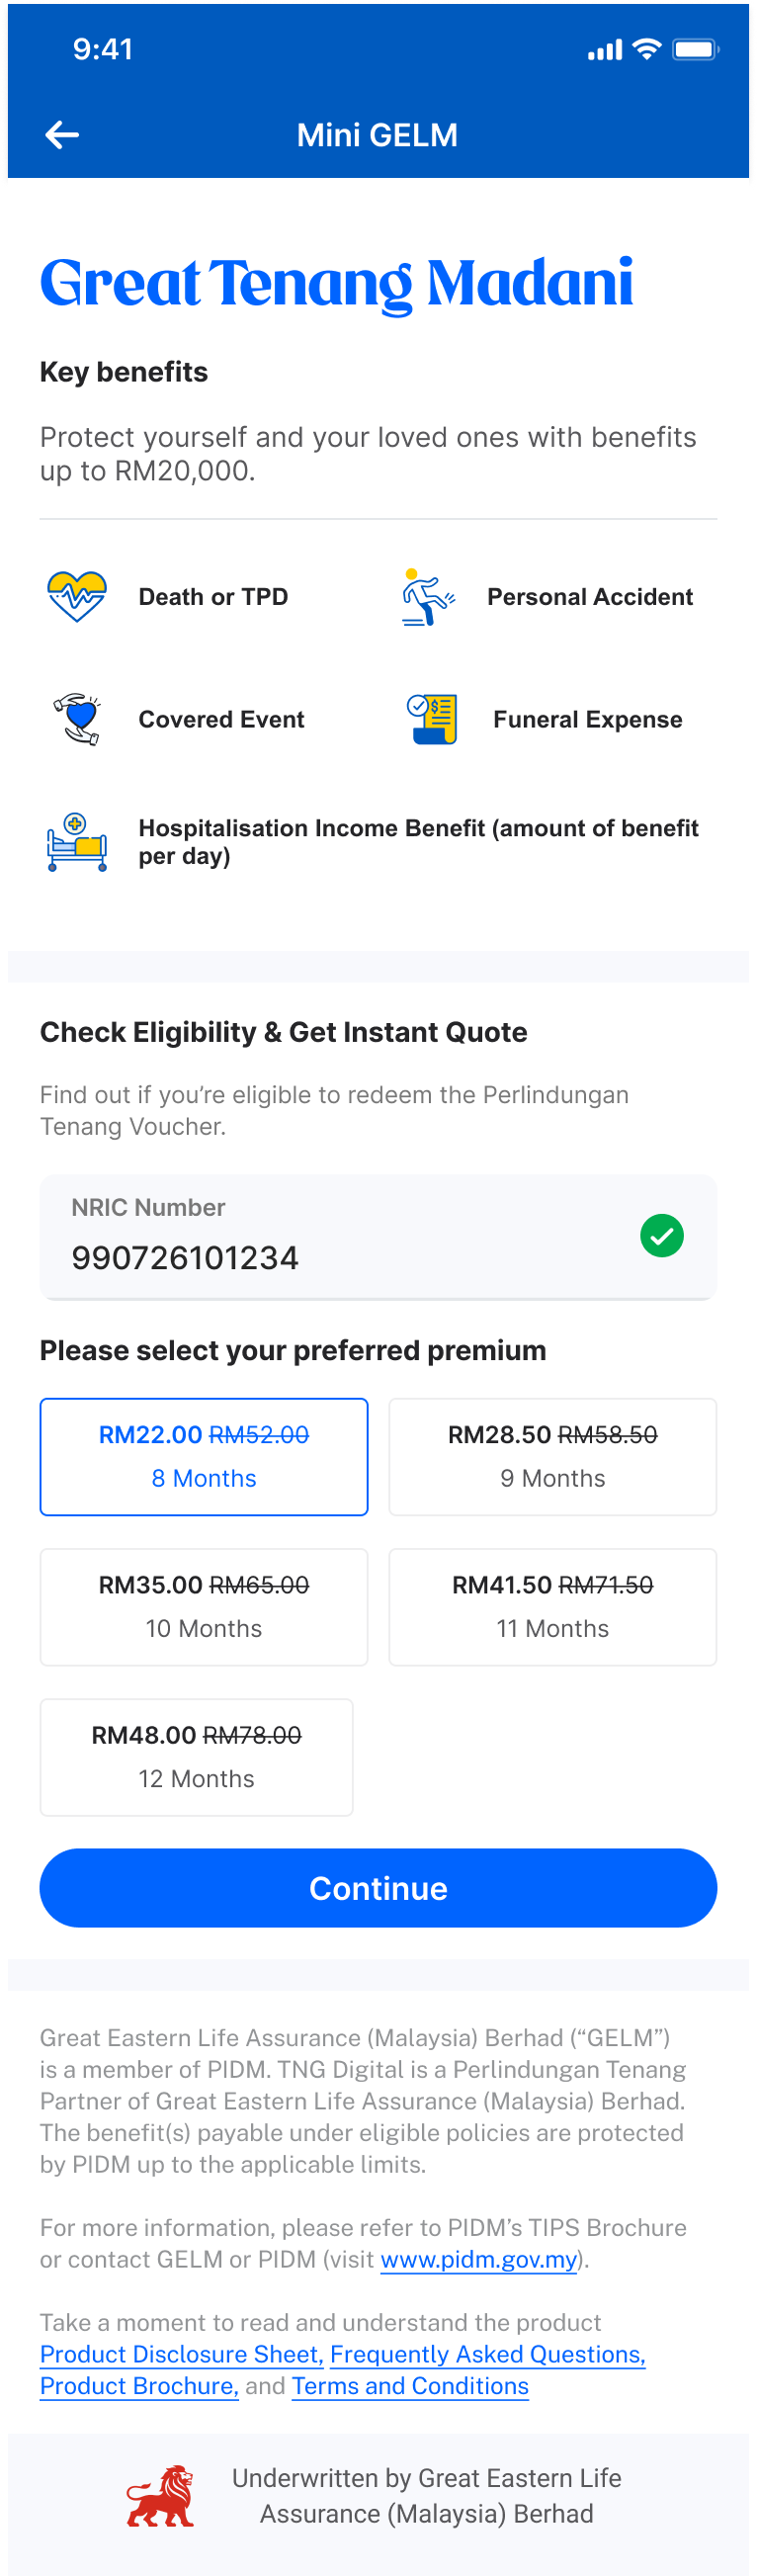 9:41
Mini GELM
Great Tenang Madani
Key benefits
Protect yourself and your loved ones with benefits
up to RM20,000.
Death or TPD
Personal Accident
Covered Event
Funeral Expense
Hospitalisation Income Benefit (amount of benefit
per day)
Check Eligibility & Get Instant Quote
Find out if you’re eligible to redeem the Perlindungan
Tenang Voucher.
NRIC Number
990726101234
Please select your preferred premium
RM22.00 RM52.00
8 Months
RM28.50 RM58.50
9 Months
RM35.00 RM65.00
10 Months
RM41.50 RM71.50
11 Months
RM48.00 RM78.00
12 Months
Continue
Great Eastern Life Assurance (Malaysia) Berhad (“GELM”)
is a member of PIDM. TNG Digital is a Perlindungan Tenang
Partner of Great Eastern Life Assurance (Malaysia) Berhad.
The benefit(s) payable under eligible policies are protected
by PIDM up to the applicable limits.
For more information, please refer to PIDM’s TIPS Brochure
or contact GELM or PIDM (visit www.pidm.gov.my).
Take a moment to read and understand the product
Product Disclosure Sheet, Frequently Asked Questions,
Product Brochure, and Terms and Conditions
Underwritten by Great Eastern Life
Assurance (Malaysia) Berhad